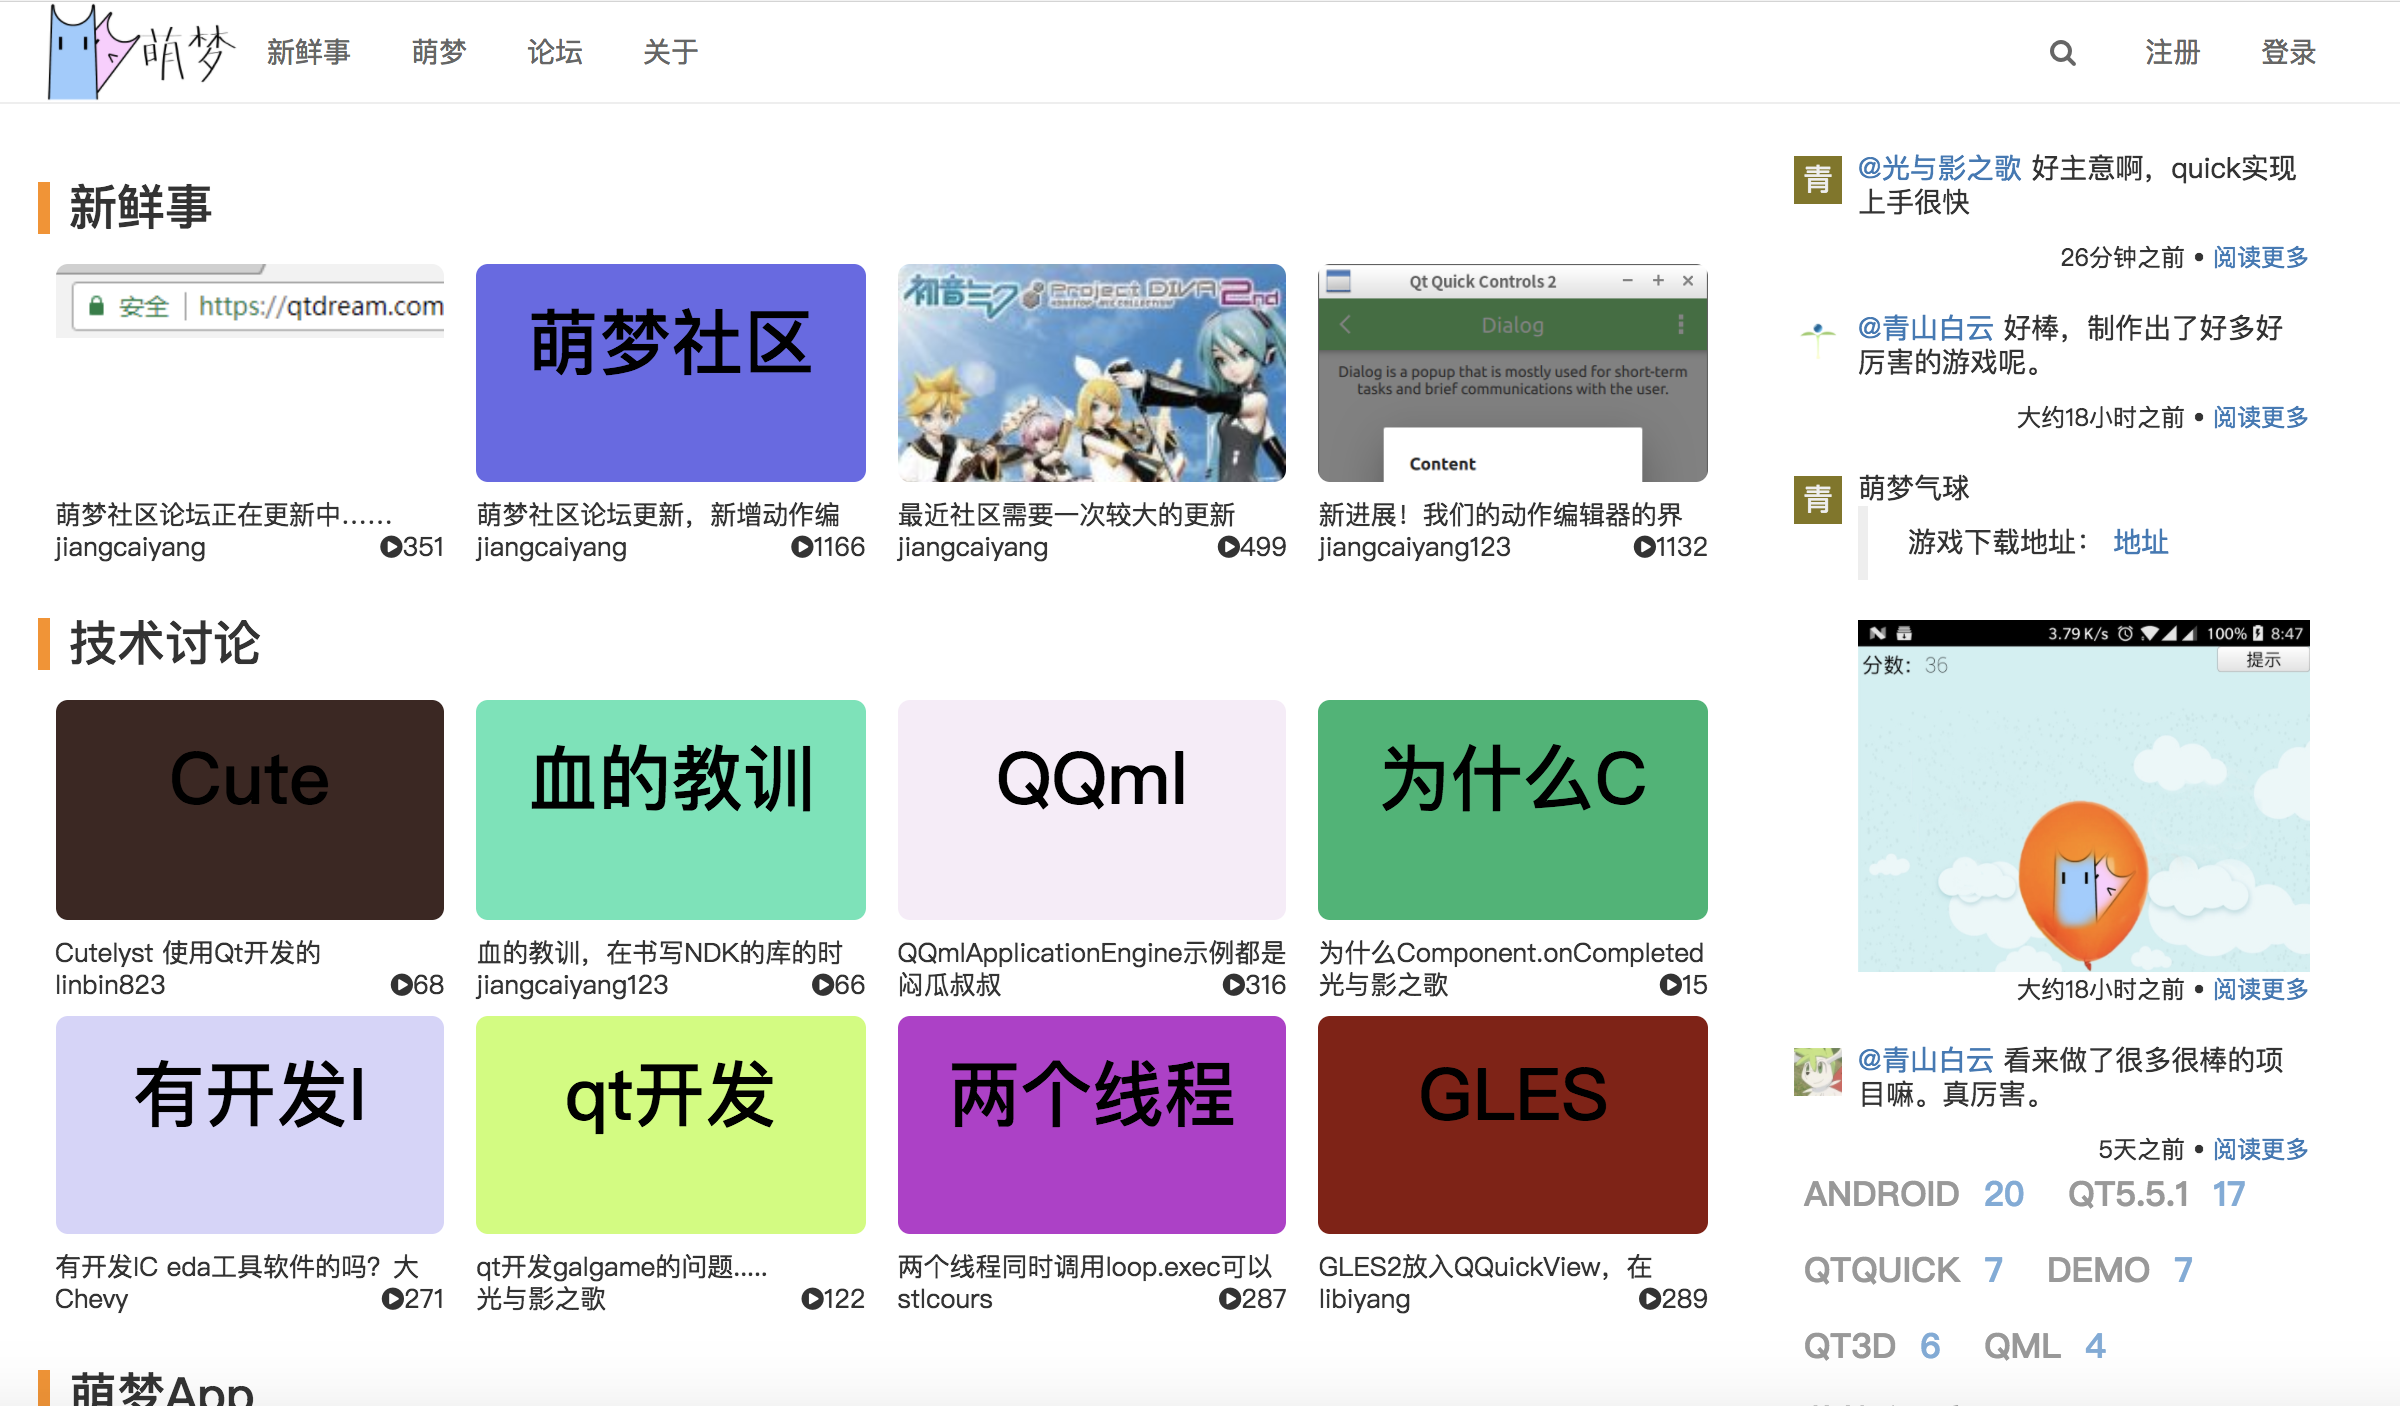 萌梦
新鲜事
萌梦
论坛
关于
注册
登录
新鲜事
安全 | https://qtdream.com
萌梦社区
初音ミク Project DIVA 2nd
Qt Quick Controls 2
Dialog
Dialog is a popup that is mostly used for short-term
tasks and brief communications with the user.
Content
萌梦社区论坛正在更新中……
jiangcaiyang 351
萌梦社区论坛更新，新增动作编
jiangcaiyang 1166
最近社区需要一次较大的更新
jiangcaiyang 499
新进展！我们的动作编辑器的界
jiangcaiyang123 1132
技术讨论
Cute
血的教训
QQml
为什么C
Cutelyst 使用Qt开发的
linbin823 68
血的教训，在书写NDK的库的时
jiangcaiyang123 66
QQmlApplicationEngine示例都是
闷瓜叔叔 316
为什么Component.onCompleted
光与影之歌 15
有开发I
qt开发
两个线程
GLES
有开发IC eda工具软件的吗？大
Chevy 271
qt开发galgame的问题.....
光与影之歌 122
两个线程同时调用loop.exec可以
stlcours 287
GLES2放入QQuickView，在
libiyang 289
萌梦App
青
@光与影之歌 好主意啊，quick实现
上手很快
26分钟之前 • 阅读更多
@青山白云 好棒，制作出了好多好
厉害的游戏呢。
大约18小时之前 • 阅读更多
青
萌梦气球
游戏下载地址： 地址
3.79 K/s 100% 8:47
分数：36
提示
大约18小时之前 • 阅读更多
@青山白云 看来做了很多很棒的项
目嘛。真厉害。
5天之前 • 阅读更多
ANDROID 20 QT5.5.1 17
QTQUICK 7 DEMO 7
QT3D 6 QML 4